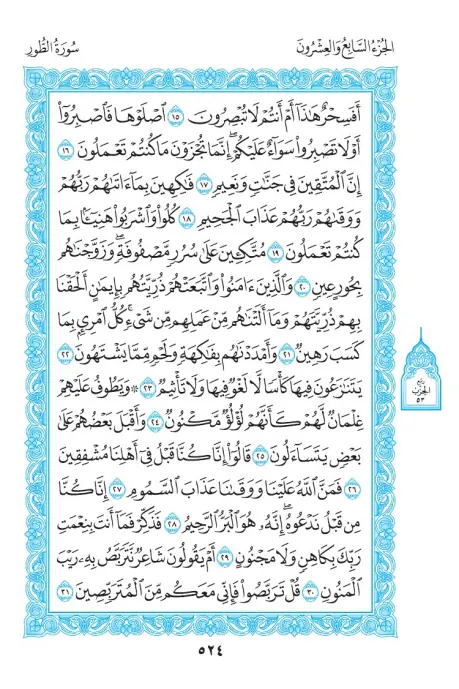 الجُزْءُ السَّابِعُ وَالعِشْرُونَ
سُورَةُ الطُّورِ
أَفَسِحْرٌ هَٰذَآ أَمْ أَنتُمْ لَا تُبْصِرُونَ ١٥ ٱصْلَوْهَا فَٱصْبِرُوٓا۟
أَوْ لَا تَصْبِرُوا۟ سَوَآءٌ عَلَيْكُمْ ۖ إِنَّمَا تُجْزَوْنَ مَا كُنتُمْ تَعْمَلُونَ ١٦
إِنَّ ٱلْمُتَّقِينَ فِى جَنَّٰتٍ وَنَعِيمٍ ١٧ فَٰكِهِينَ بِمَآ ءَاتَىٰهُمْ رَبُّهُمْ
وَوَقَىٰهُمْ رَبُّهُمْ عَذَابَ ٱلْجَحِيمِ ١٨ كُلُوا۟ وَٱشْرَبُوا۟ هَنِيٓـًٔۢا بِمَا
كُنتُمْ تَعْمَلُونَ ١٩ مُتَّكِـِٔينَ عَلَىٰ سُرُرٍ مَّصْفُوفَةٍ ۖ وَزَوَّجْنَٰهُم
بِحُورٍ عِينٍ ٢٠ وَٱلَّذِينَ ءَامَنُوا۟ وَٱتَّبَعَتْهُمْ ذُرِّيَّتُهُم بِإِيمَٰنٍ أَلْحَقْنَا
بِهِمْ ذُرِّيَّتَهُمْ وَمَآ أَلَتْنَٰهُم مِّنْ عَمَلِهِم مِّن شَىْءٍ ۚ كُلُّ ٱمْرِئٍۭ بِمَا
كَسَبَ رَهِينٌ ٢١ وَأَمْدَدْنَٰهُم بِفَٰكِهَةٍ وَلَحْمٍ مِّمَّا يَشْتَهُونَ ٢٢
يَتَنَٰزَعُونَ فِيهَا كَأْسًا لَّا لَغْوٌ فِيهَا وَلَا تَأْثِيمٌ ٢٣ ۞ وَيَطُوفُ عَلَيْهِمْ
غِلْمَانٌ لَّهُمْ كَأَنَّهُمْ لُؤْلُؤٌ مَّكْنُونٌ ٢٤ وَأَقْبَلَ بَعْضُهُمْ عَلَىٰ
بَعْضٍ يَتَسَآءَلُونَ ٢٥ قَالُوٓا۟ إِنَّا كُنَّا قَبْلُ فِىٓ أَهْلِنَا مُشْفِقِينَ
٢٦ فَمَنَّ ٱللَّهُ عَلَيْنَا وَوَقَىٰنَا عَذَابَ ٱلسَّمُومِ ٢٧ إِنَّا كُنَّا
مِن قَبْلُ نَدْعُوهُ ۖ إِنَّهُۥ هُوَ ٱلْبَرُّ ٱلرَّحِيمُ ٢٨ فَذَكِّرْ فَمَآ أَنتَ بِنِعْمَتِ
رَبِّكَ بِكَاهِنٍ وَلَا مَجْنُونٍ ٢٩ أَمْ يَقُولُونَ شَاعِرٌ نَّتَرَبَّصُ بِهِۦ رَيْبَ
ٱلْمَنُونِ ٣٠ قُلْ تَرَبَّصُوا۟ فَإِنِّى مَعَكُم مِّنَ ٱلْمُتَرَبِّصِينَ ٣١
رُبْع
الحِزْب
٥٣
٥٢٤